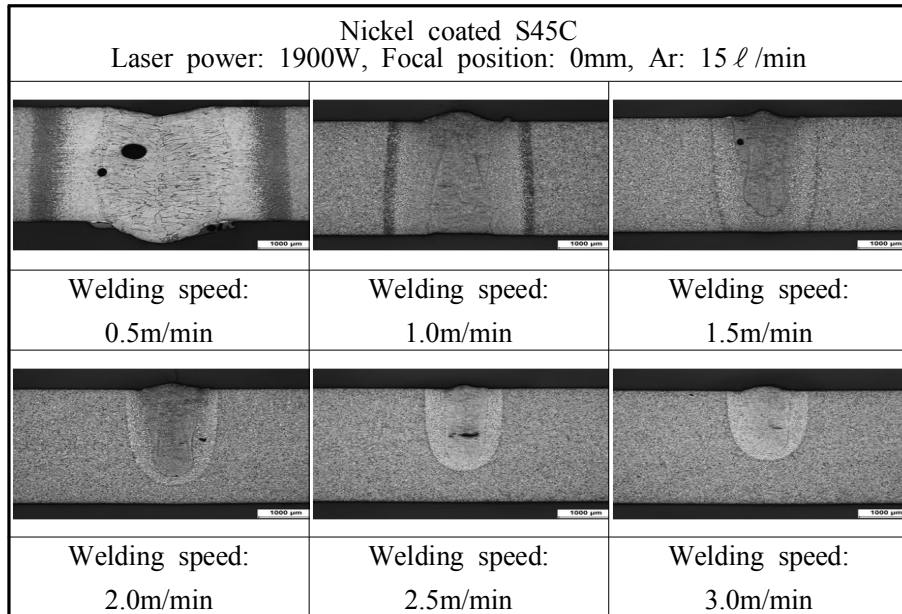 Nickel coated S45C
Laser power: 1900W, Focal position: 0mm, Ar: 15 ℓ /min
1000 μm
1000 μm
1000 μm
Welding speed:
0.5m/min
Welding speed:
1.0m/min
Welding speed:
1.5m/min
1000 μm
1000 μm
1000 μm
Welding speed:
2.0m/min
Welding speed:
2.5m/min
Welding speed:
3.0m/min